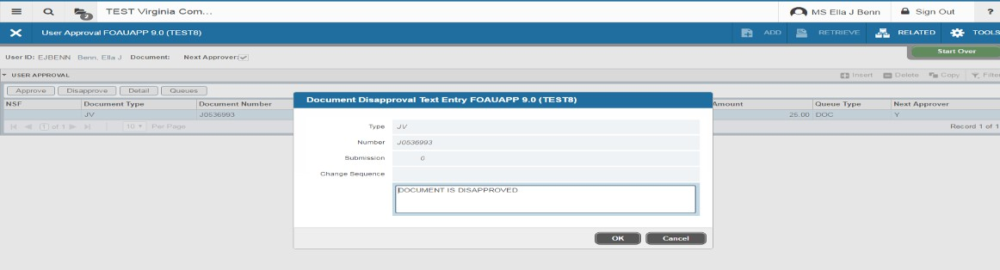 2 TEST Virginia Com... MS Ella J Benn Sign Out ?
User Approval FOAUAPP 9.0 (TEST8) ADD RETRIEVE RELATED TOOLS
User ID: EJBENN Benn, Ella J Document: Next Approver: Start Over
USER APPROVAL Insert Delete Copy Filter
Approve Disapprove Detail Queues
NSF Document Type Document Number Amount Queue Type Next Approver
JV J0536993 25.00 DOC Y
1 of 1 10 Per Page Record 1 of 1
Document Disapproval Text Entry FOAUAPP 9.0 (TEST8)
Type JV
Number J0536993
Submission 0
Change Sequence
DOCUMENT IS DISAPPROVED
OK Cancel